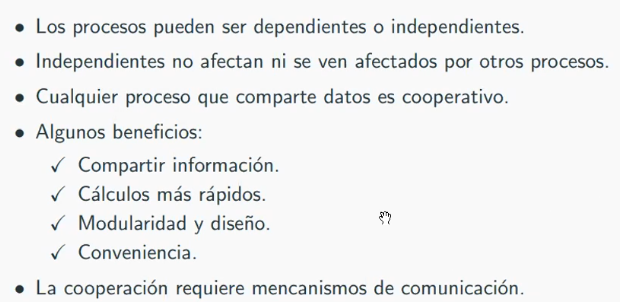 • Los procesos pueden ser dependientes o independientes.
• Independientes no afectan ni se ven afectados por otros procesos.
• Cualquier proceso que comparte datos es cooperativo.
• Algunos beneficios:
✓ Compartir información.
✓ Cálculos más rápidos.
✓ Modularidad y diseño.
✓ Conveniencia.
• La cooperación requiere mencanismos de comunicación.